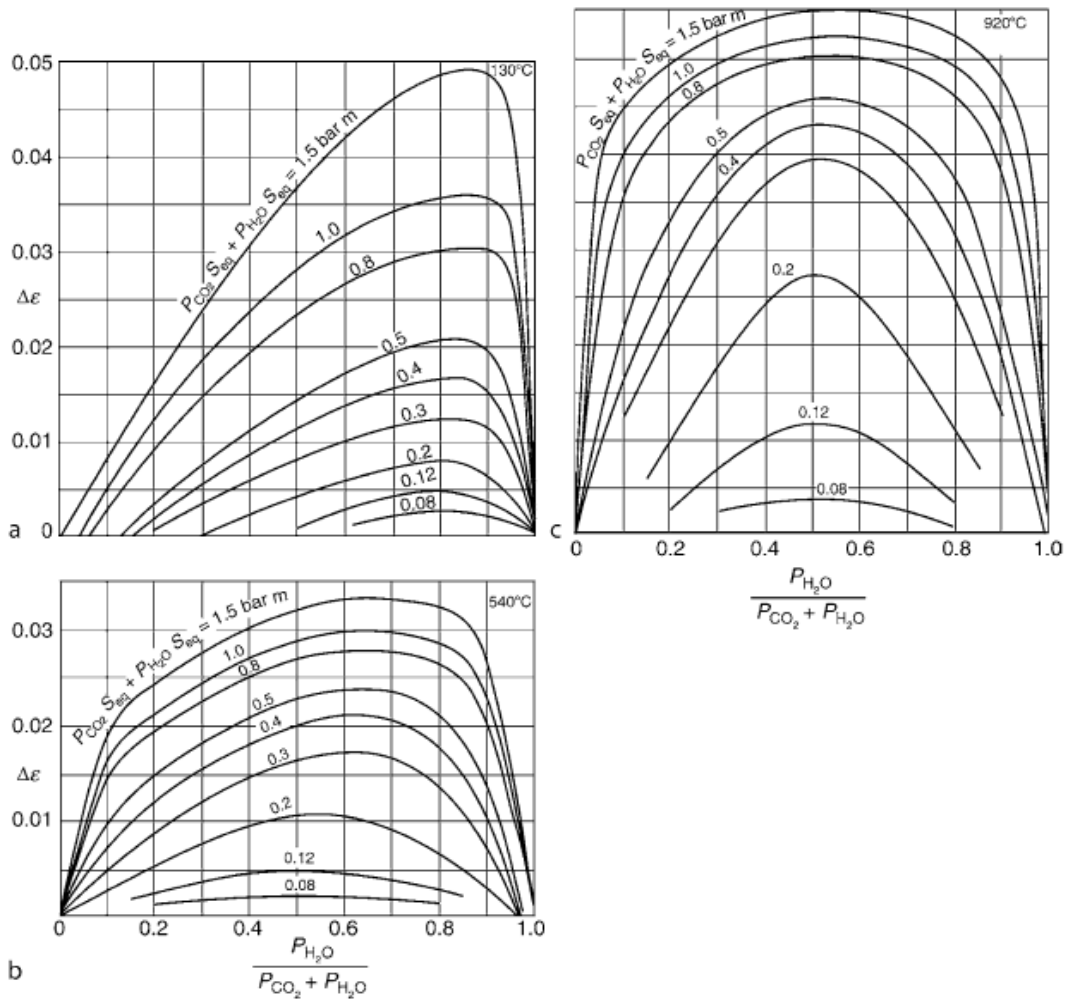 a
0.05
0.04
0.03
Δε
0.02
0.01
0
130°C
P_CO₂ S_eq + P_H₂O S_eq = 1.5 bar m
1.0
0.8
0.5
0.4
0.3
0.2
0.12
0.08
c
920°C
P_CO₂ S_eq + P_H₂O S_eq = 1.5 bar m
1.0
0.8
0.5
0.4
0.2
0.12
0.08
0 0.2 0.4 0.6 0.8 1.0
P_H₂O
P_CO₂ + P_H₂O
b
0.03
0.02
Δε
0.01
540°C
P_CO₂ S_eq + P_H₂O S_eq = 1.5 bar m
1.0
0.8
0.5
0.4
0.3
0.2
0.12
0.08
0 0.2 0.4 0.6 0.8 1.0
P_H₂O
P_CO₂ + P_H₂O